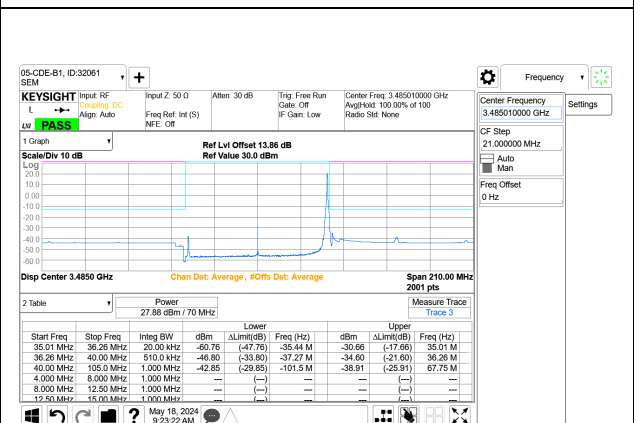 05-CDE-B1, ID:32061
SEM
Frequency
KEYSIGHT Input: RF Input Z: 50 Ω Atten: 30 dB Trig: Free Run Center Freq: 3.485010000 GHz
L Coupling: DC Gate: Off Avg|Hold: 100.00% of 100
Align: Auto Freq Ref: Int (S) IF Gain: Low Radio Std: None
LXI PASS NFE: Off
Center Frequency
3.485010000 GHz
Settings
CF Step
21.000000 MHz
Auto
Man
Freq Offset
0 Hz
1 Graph
Ref Lvl Offset 13.86 dB
Scale/Div 10 dB Ref Value 30.0 dBm
Log
20.0
10.0
0.00
-10.0
-20.0
-30.0
-40.0
-50.0
-60.0
Disp Center 3.4850 GHz Chan Det: Average , #Offs Det: Average Span 210.00 MHz
2001 pts
2 Table Power Measure Trace
27.88 dBm / 70 MHz Trace 3
Lower Upper
Start Freq Stop Freq Integ BW dBm ΔLimit(dB) Freq (Hz) dBm ΔLimit(dB) Freq (Hz)
35.01 MHz 36.26 MHz 20.00 kHz -60.76 (-47.76) -35.44 M -30.66 (-17.66) 35.01 M
36.26 MHz 40.00 MHz 510.0 kHz -46.80 (-33.80) -37.27 M -34.60 (-21.60) 36.26 M
40.00 MHz 105.0 MHz 1.000 MHz -42.85 (-29.85) -101.5 M -38.91 (-25.91) 67.75 M
4.000 MHz 8.000 MHz 1.000 MHz --- (---) --- --- (---) ---
8.000 MHz 12.50 MHz 1.000 MHz --- (---) --- --- (---) ---
12.50 MHz 15.00 MHz 1.000 MHz --- (---) --- --- (---) ---
? May 18, 2024
9:23:22 AM